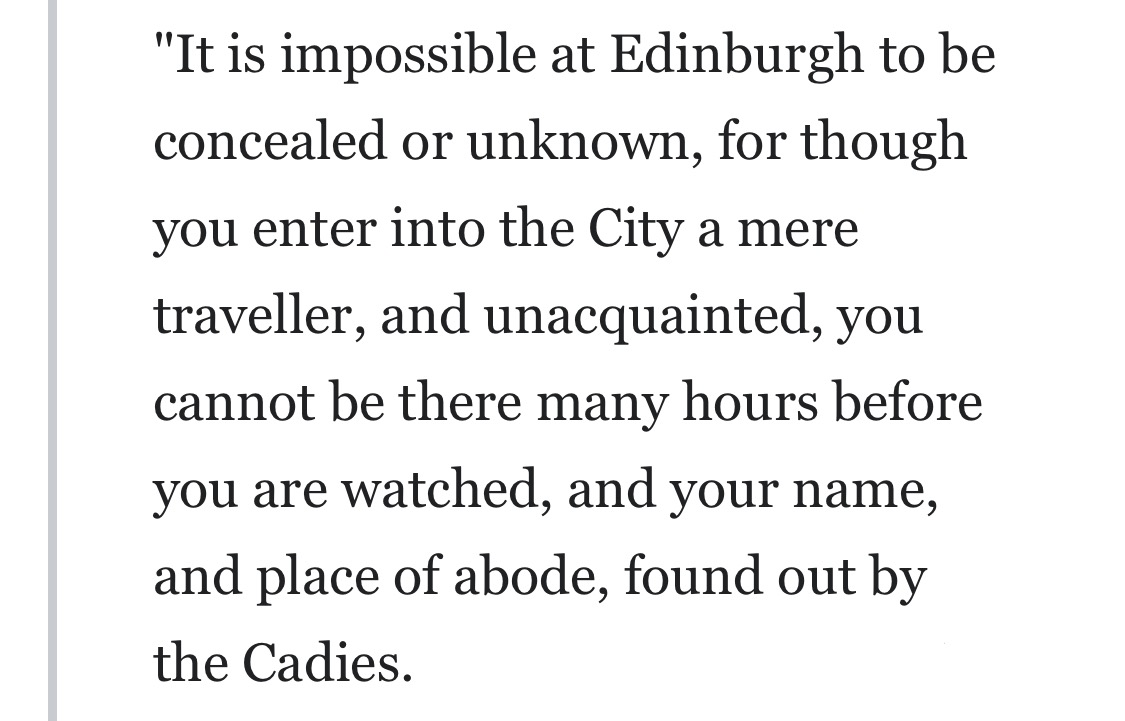 "It is impossible at Edinburgh to be
concealed or unknown, for though
you enter into the City a mere
traveller, and unacquainted, you
cannot be there many hours before
you are watched, and your name,
and place of abode, found out by
the Cadies.